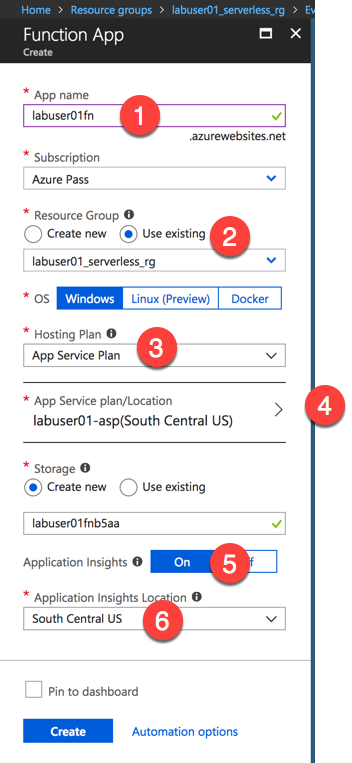 Home > Resource groups > labuser01_serverless_rg > Ev
Function App
Create
* App name
labuser01fn
1
.azurewebsites.net
* Subscription
Azure Pass
* Resource Group
Create new Use existing
2
labuser01_serverless_rg
* OS Windows Linux (Preview) Docker
* Hosting Plan
3
App Service Plan
* App Service plan/Location
4
labuser01-asp(South Central US)
* Storage
Create new Use existing
labuser01fnb5aa
Application Insights On 5
* Application Insights Location
South Central US 6
Pin to dashboard
Create Automation options